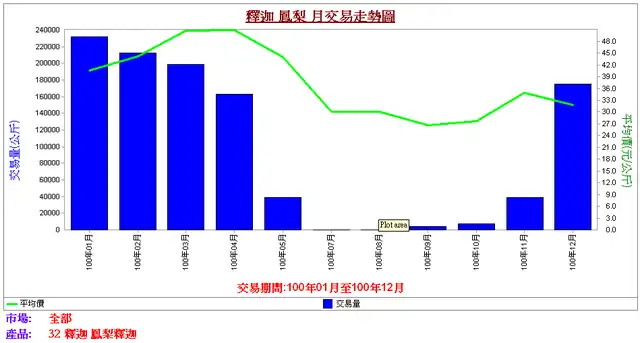 釋迦 鳳梨 月交易走勢圖
240000
220000
200000
180000
160000
140000
120000
100000
80000
60000
40000
20000
0
交易量(公斤)
48.0
45.0
42.0
39.0
36.0
33.0
30.0
27.0
24.0
21.0
18.0
15.0
12.0
9.0
6.0
3.0
0.0
平均價(元/公斤)
Plot area
100年01月
100年02月
100年03月
100年04月
100年05月
100年07月
100年08月
100年09月
100年10月
100年11月
100年12月
交易期間:100年01月至100年12月
平均價
交易量
市場: 全部
產品: 32 釋迦 鳳梨釋迦